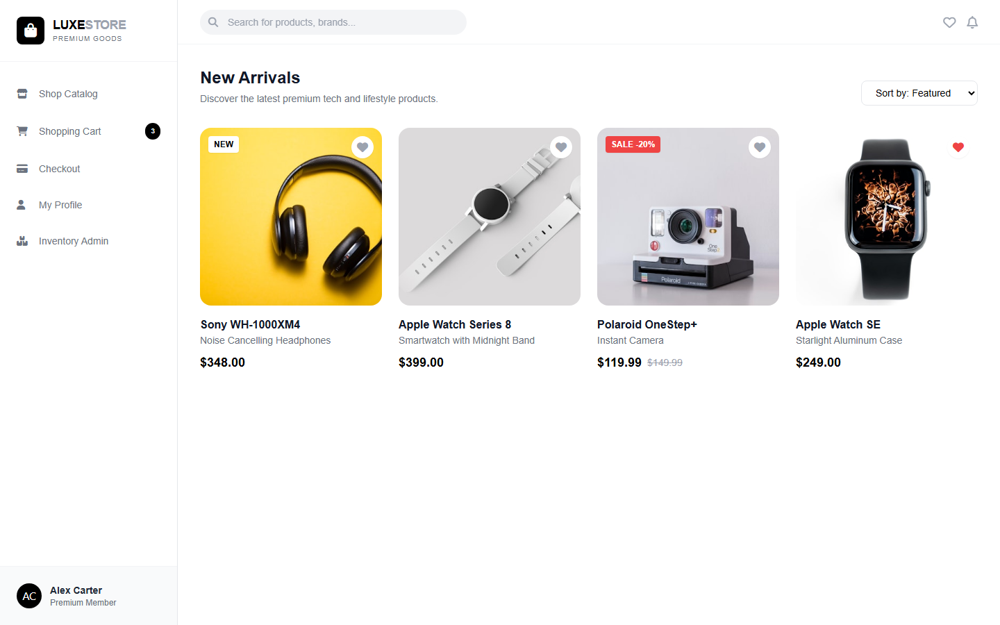 LUXESTORE
PREMIUM GOODS
Shop Catalog
Shopping Cart
3
Checkout
My Profile
Inventory Admin
Alex Carter
Premium Member
AC
Search for products, brands...
New Arrivals
Discover the latest premium tech and lifestyle products.
Sort by: Featured
NEW
Sony WH-1000XM4
Noise Cancelling Headphones
$348.00
Apple Watch Series 8
Smartwatch with Midnight Band
$399.00
SALE -20%
One
Step
Polaroid
Polaroid OneStep+
Instant Camera
$119.99 $149.99
Apple Watch SE
Starlight Aluminum Case
$249.00